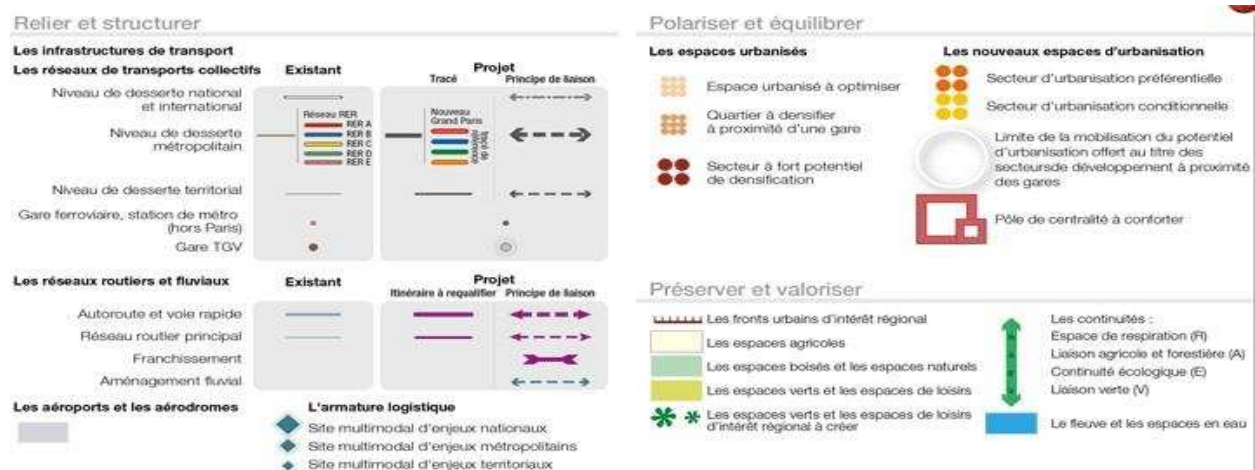 Relier et structurer
Les infrastructures de transport
Les réseaux de transports collectifs
Existant
Projet
Tracé
Principe de liaison
Niveau de desserte national
et international
Réseau RER
RER A
RER B
RER C
RER D
RER E
Nouveau
Grand Paris
tracé de
référence
Niveau de desserte
métropolitain
Niveau de desserte territorial
Gare ferroviaire, station de métro
(hors Paris)
Gare TGV
Les réseaux routiers et fluviaux
Existant
Projet
Itinéraire à requalifier
Principe de liaison
Autoroute et voie rapide
Réseau routier principal
Franchissement
Aménagement fluvial
Les aéroports et les aérodromes
L'armature logistique
Site multimodal d'enjeux nationaux
Site multimodal d'enjeux métropolitains
Site multimodal d'enjeux territoriaux
Polariser et équilibrer
Les espaces urbanisés
Espace urbanisé à optimiser
Quartier à densifier
à proximité d'une gare
Secteur à fort potentiel
de densification
Les nouveaux espaces d'urbanisation
Secteur d'urbanisation préférentielle
Secteur d'urbanisation conditionnelle
Limite de la mobilisation du potentiel
d'urbanisation offert au titre des
secteursde développement à proximité
des gares
Pôle de centralité à conforter
Préserver et valoriser
Les fronts urbains d'intérêt régional
Les espaces agricoles
Les espaces boisés et les espaces naturels
Les espaces verts et les espaces de loisirs
Les espaces verts et les espaces de loisirs
d'intérêt régional à créer
Les continuités :
Espace de respiration (R)
Liaison agricole et forestière (A)
Continuité écologique (E)
Liaison verte (V)
Le fleuve et les espaces en eau